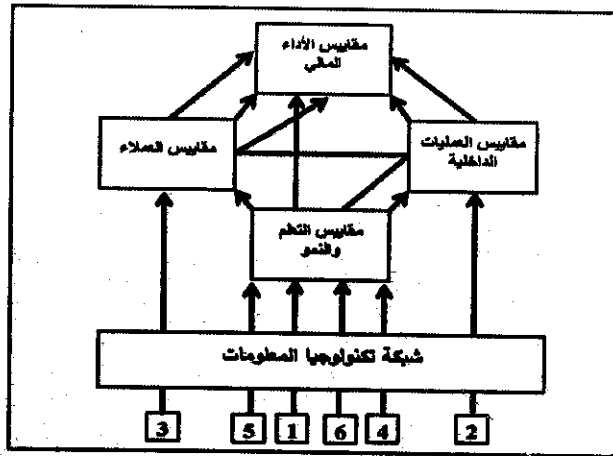 مقاييس الأداء
المالي
مقاييس العملاء
مقاييس العمليات
الداخلية
مقاييس التعلم
والنمو
شبكة تكنولوجيا المعلومات
3 5 1 6 4 2